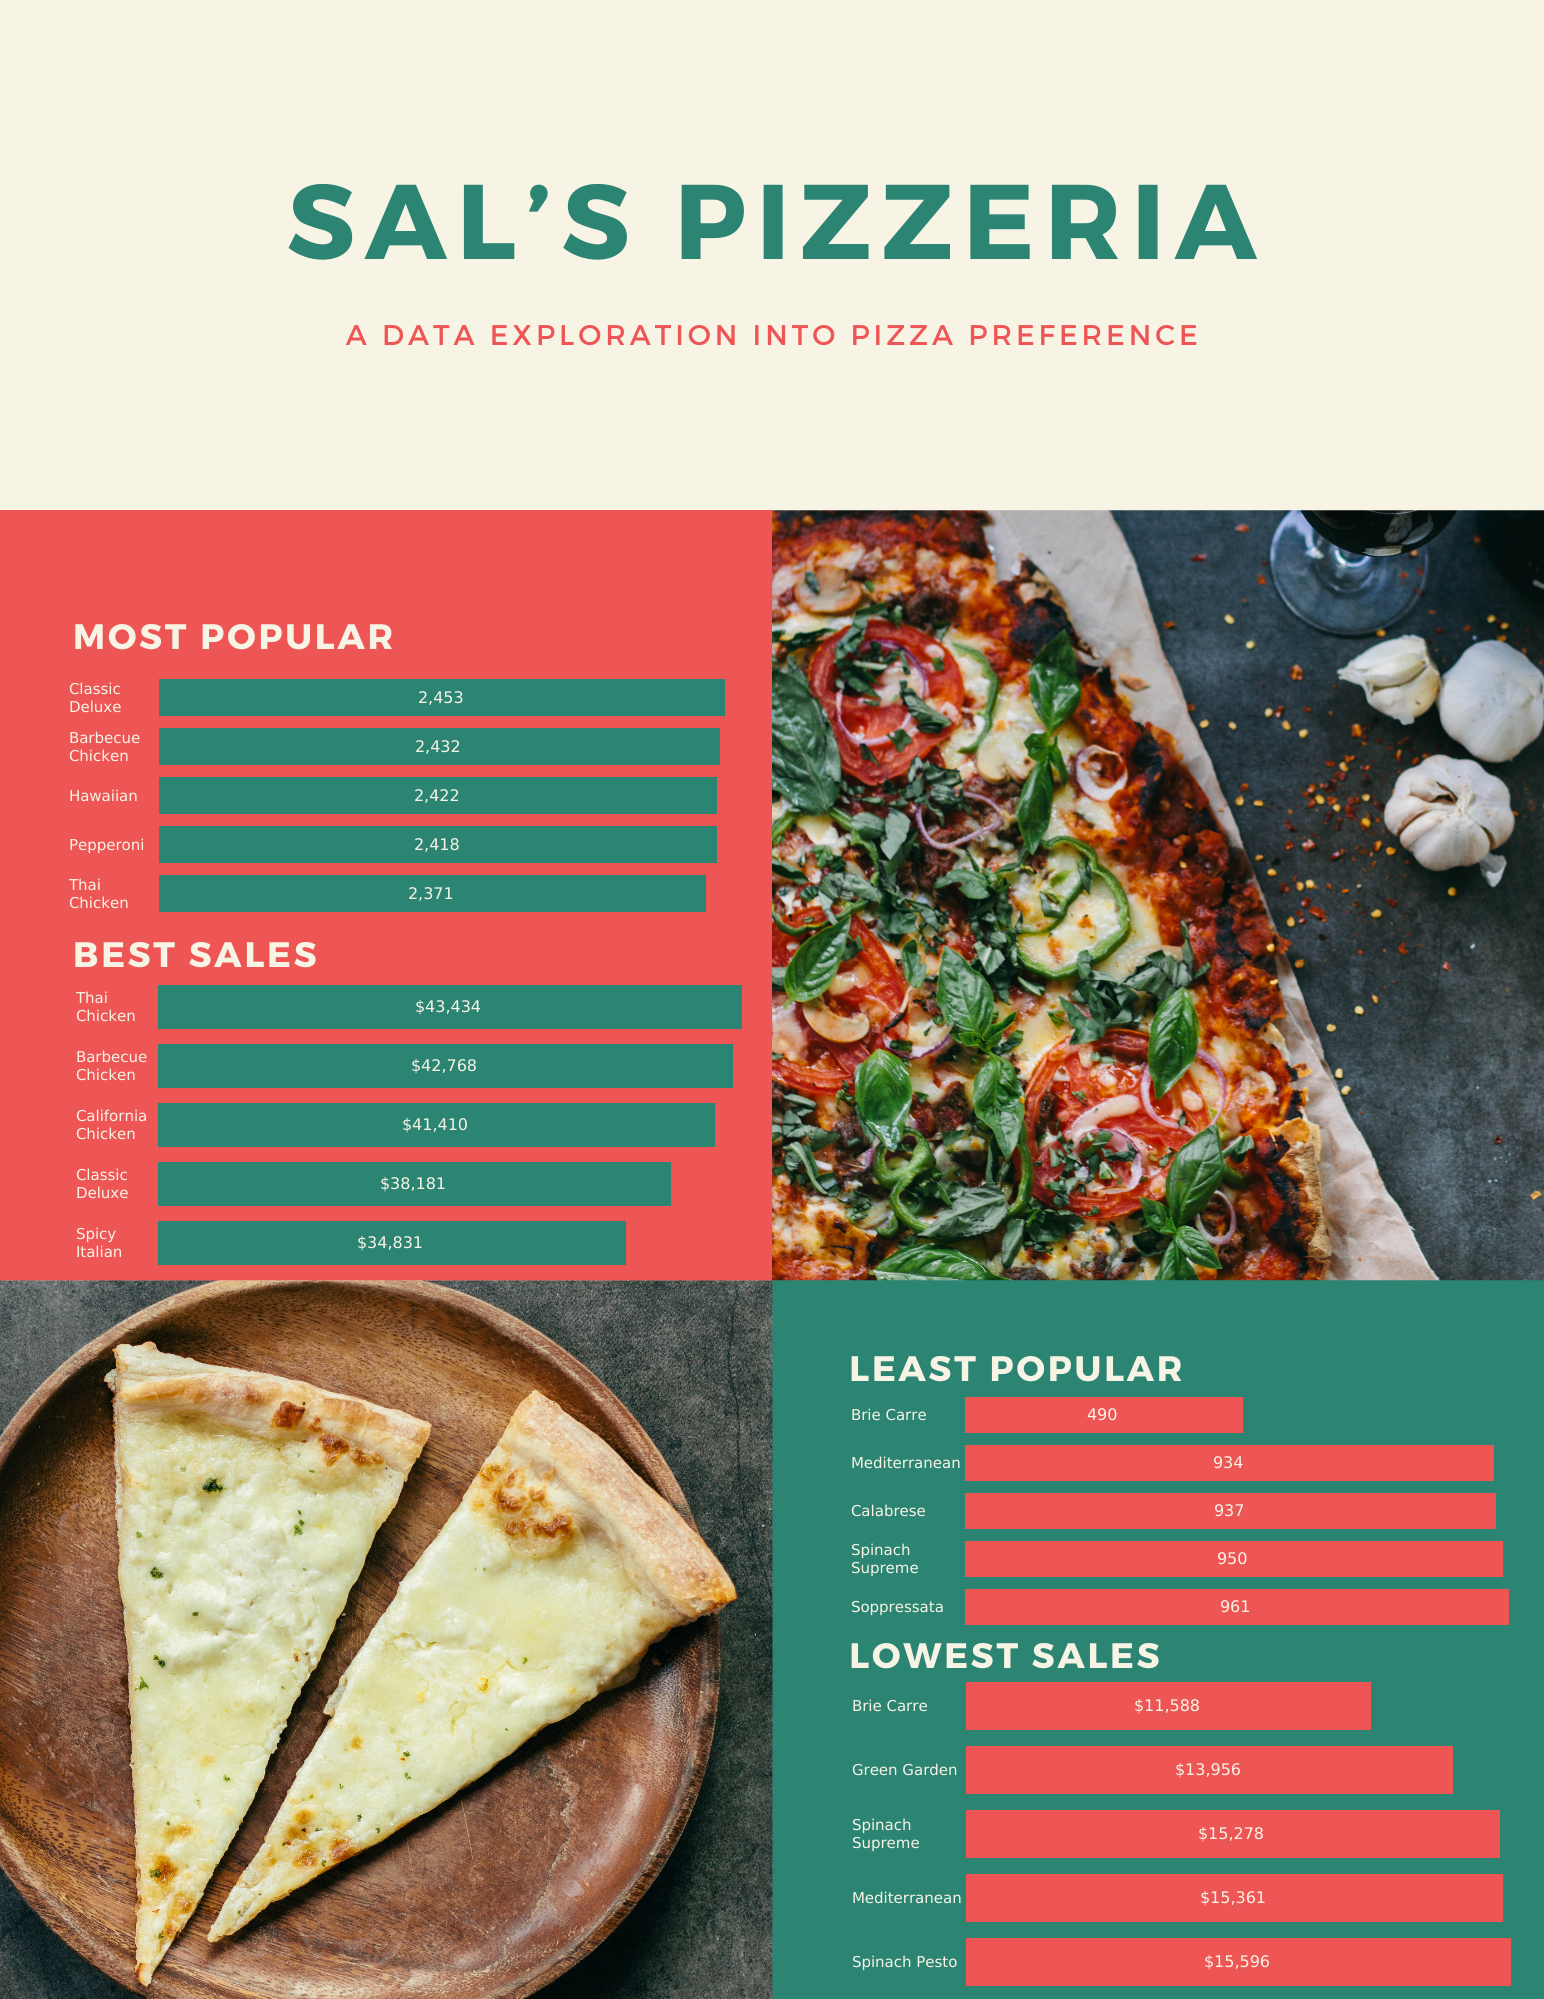 SAL’S PIZZERIA
A DATA EXPLORATION INTO PIZZA PREFERENCE
MOST POPULAR
Classic
Deluxe
2,453
Barbecue
Chicken
2,432
Hawaiian
2,422
Pepperoni
2,418
Thai
Chicken
2,371
BEST SALES
Thai
Chicken
$43,434
Barbecue
Chicken
$42,768
California
Chicken
$41,410
Classic
Deluxe
$38,181
Spicy
Italian
$34,831
LEAST POPULAR
Brie Carre
490
Mediterranean
934
Calabrese
937
Spinach
Supreme
950
Soppressata
961
LOWEST SALES
Brie Carre
$11,588
Green Garden
$13,956
Spinach
Supreme
$15,278
Mediterranean
$15,361
Spinach Pesto
$15,596